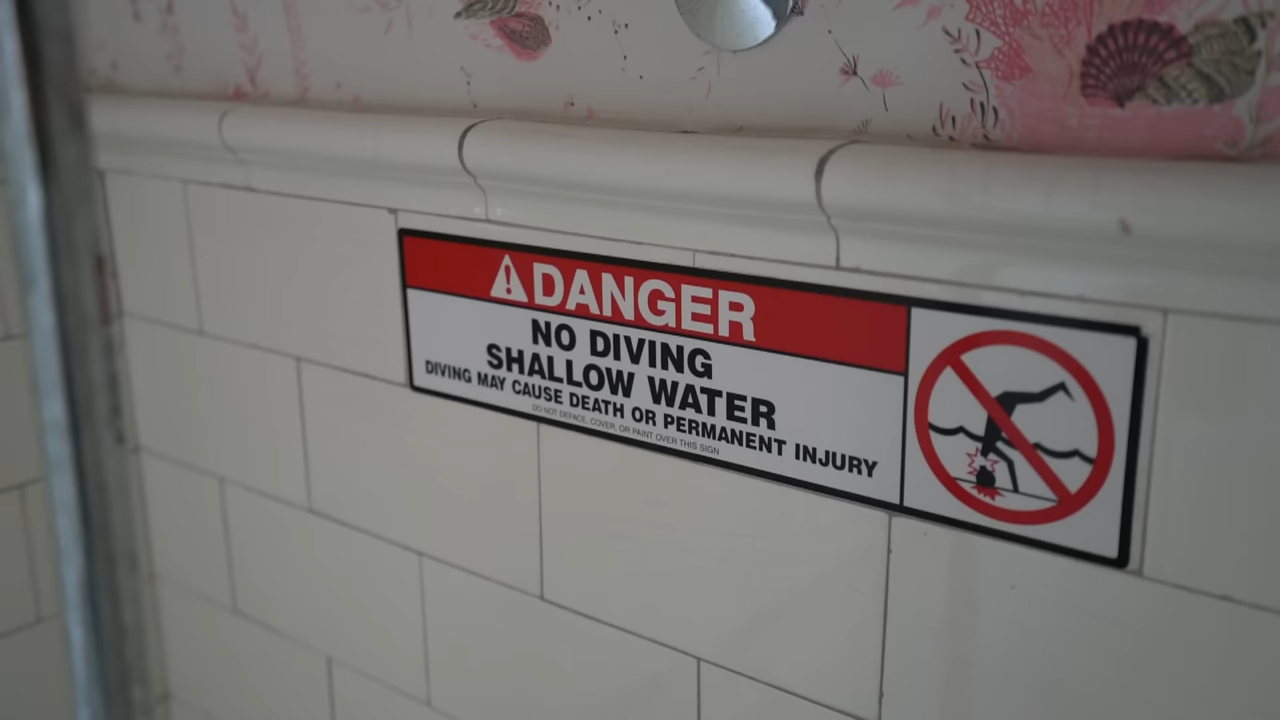 DANGER
NO DIVING
SHALLOW WATER
DIVING MAY CAUSE DEATH OR PERMANENT INJURY
DO NOT DEFACE, COVER, OR PAINT OVER THIS SIGN